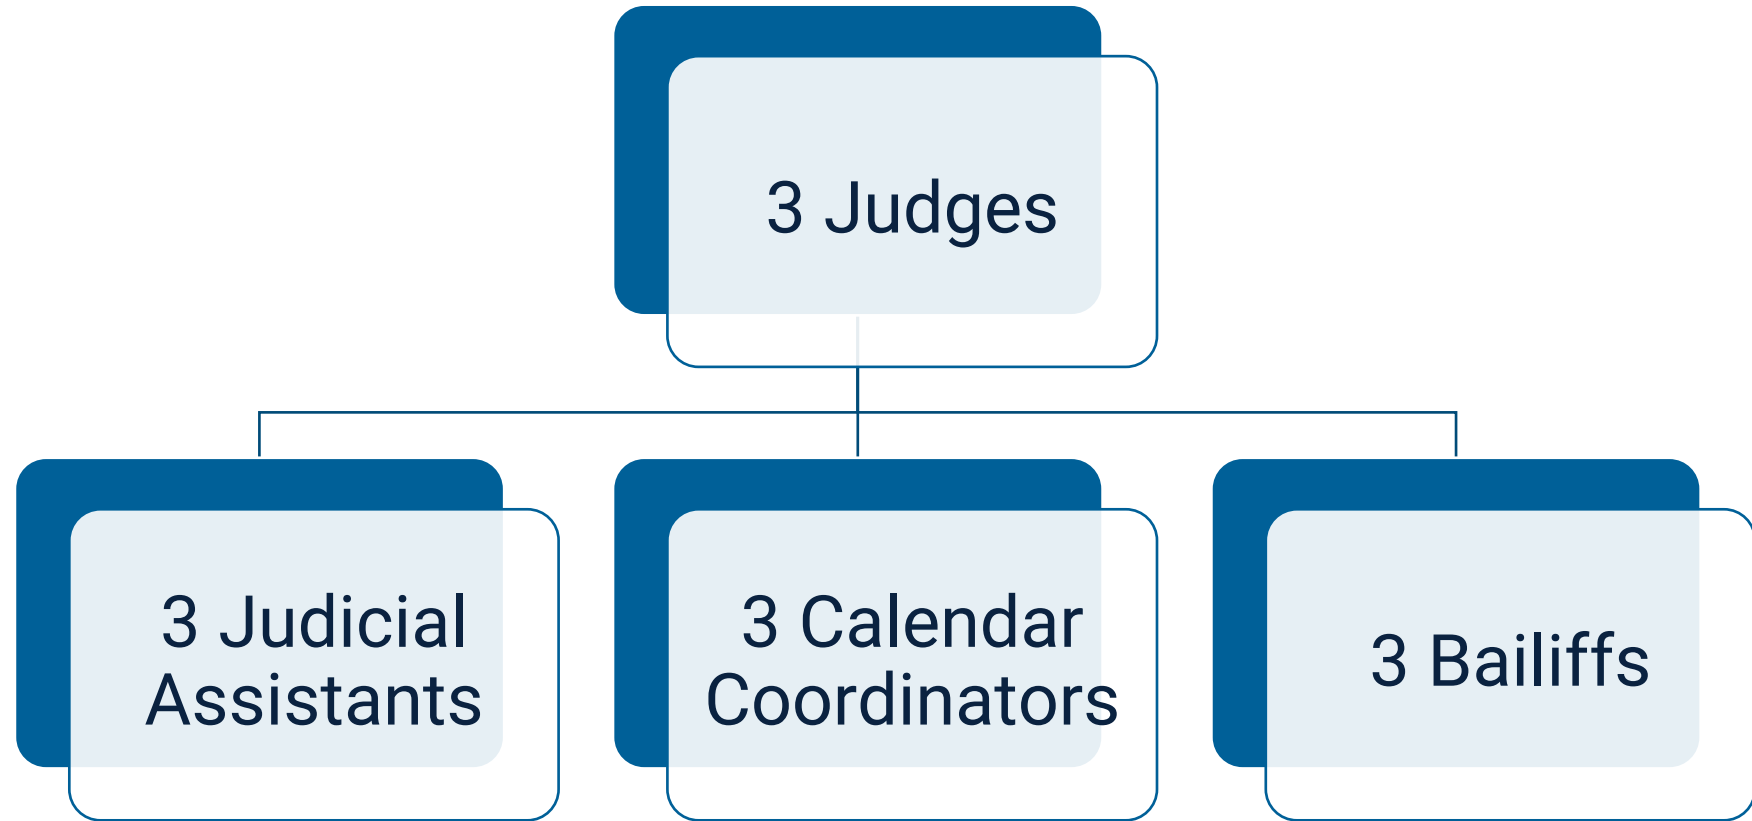 3 Judges
3 Judicial
Assistants
3 Calendar
Coordinators
3 Bailiffs